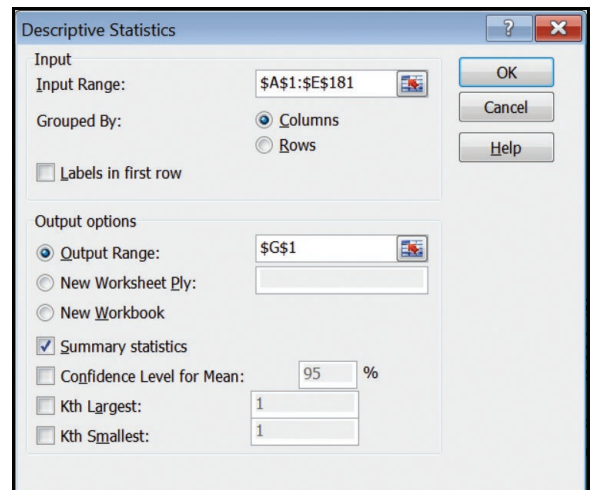 Descriptive Statistics
Input
Input Range: $A$1:$E$181
Grouped By: Columns
Rows
Labels in first row
OK
Cancel
Help
Output options
Output Range: $G$1
New Worksheet Ply:
New Workbook
Summary statistics
Confidence Level for Mean: 95 %
Kth Largest: 1
Kth Smallest: 1